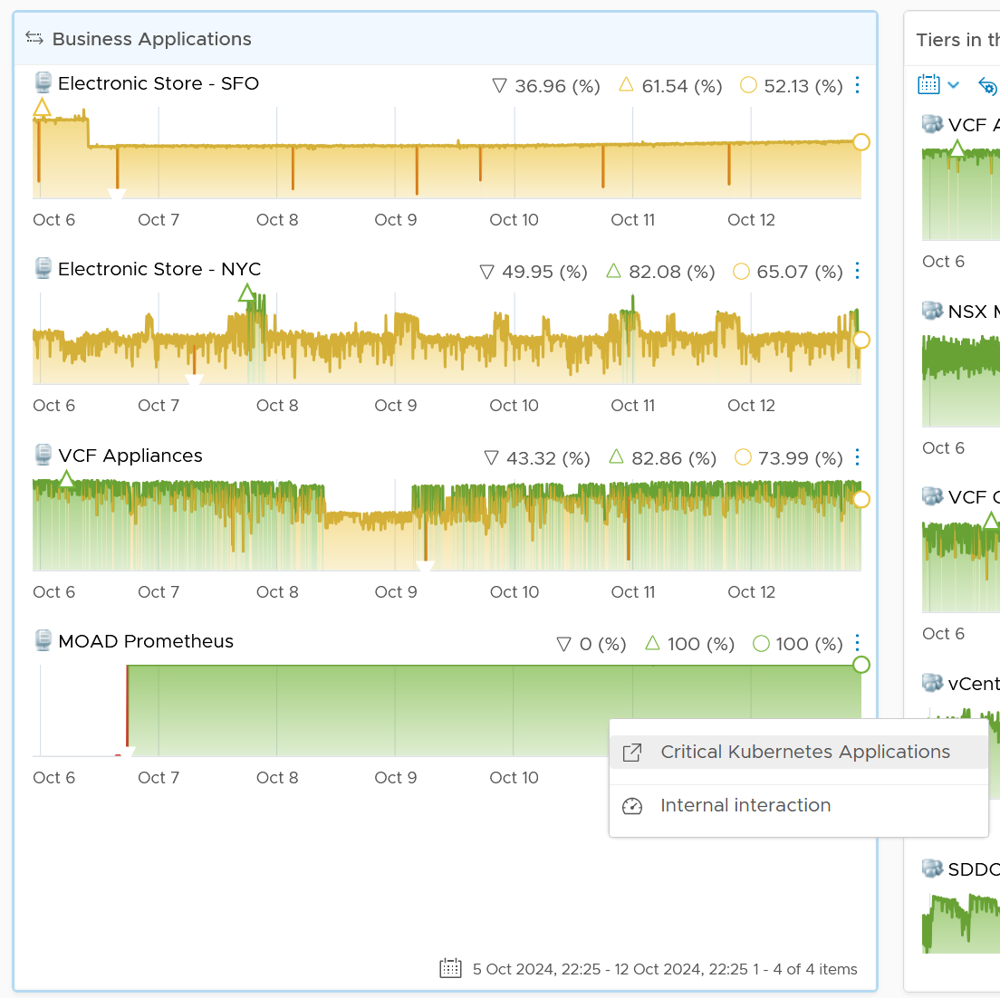 Business Applications
Electronic Store - SFO 36.96 (%) 61.54 (%) 52.13 (%)
Oct 6 Oct 7 Oct 8 Oct 9 Oct 10 Oct 11 Oct 12
Electronic Store - NYC 49.95 (%) 82.08 (%) 65.07 (%)
Oct 6 Oct 7 Oct 8 Oct 9 Oct 10 Oct 11 Oct 12
VCF Appliances 43.32 (%) 82.86 (%) 73.99 (%)
Oct 6 Oct 7 Oct 8 Oct 9 Oct 10 Oct 11 Oct 12
MOAD Prometheus 0 (%) 100 (%) 100 (%)
Oct 6 Oct 7 Oct 8 Oct 9 Oct 10
Critical Kubernetes Applications
Internal interaction
5 Oct 2024, 22:25 - 12 Oct 2024, 22:25 1 - 4 of 4 items
Tiers in
VCF
Oct 6
NSX
Oct 6
VCF
Oct 6